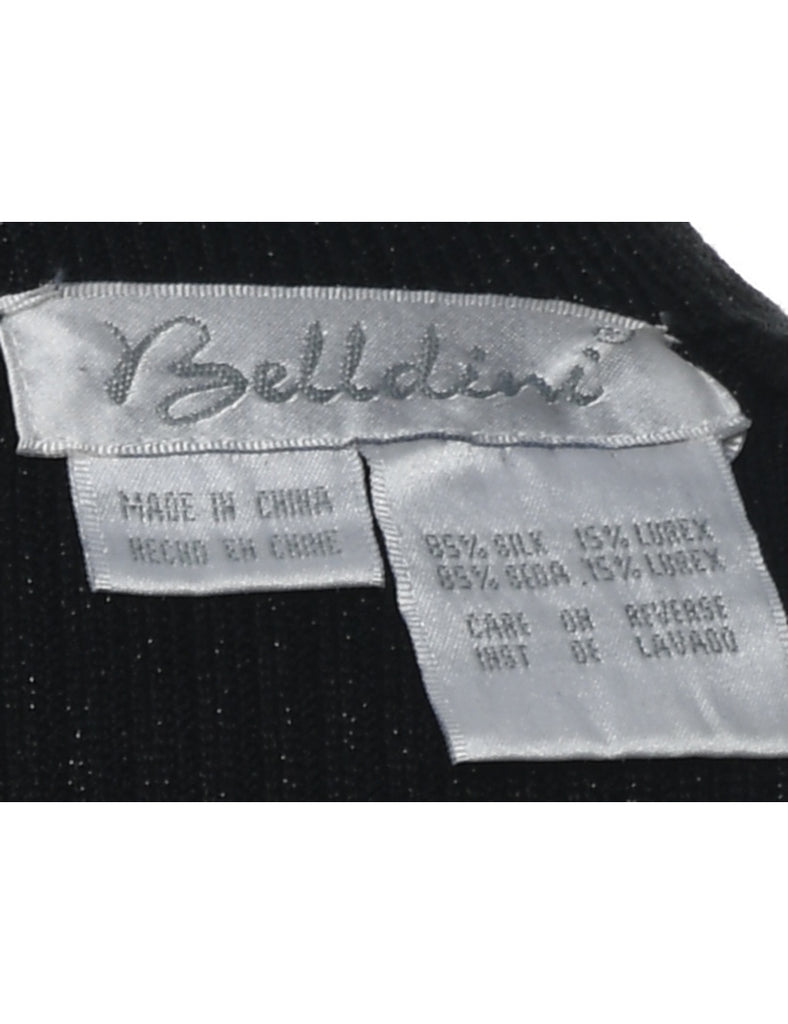 Belldini
MADE IN CHINA
HECHO EN CHINE
85% SILK 15% LUREX
85% SEDA .15% LUREX
CARE ON REVERSE
INST DE LAVADO